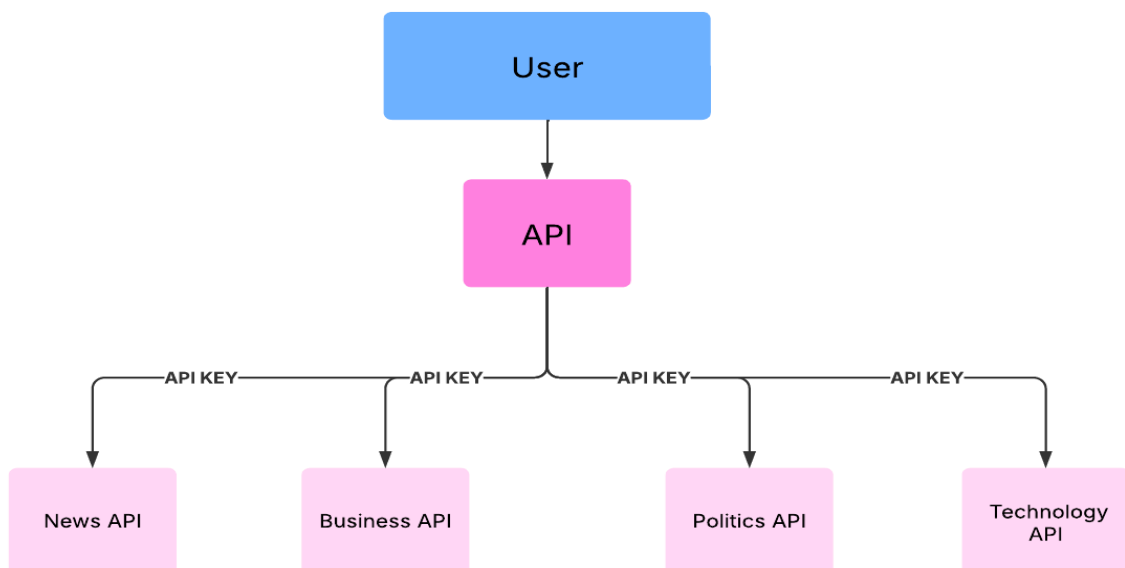 User
API
API KEY
API KEY
API KEY
API KEY
News API
Business API
Politics API
Technology
API